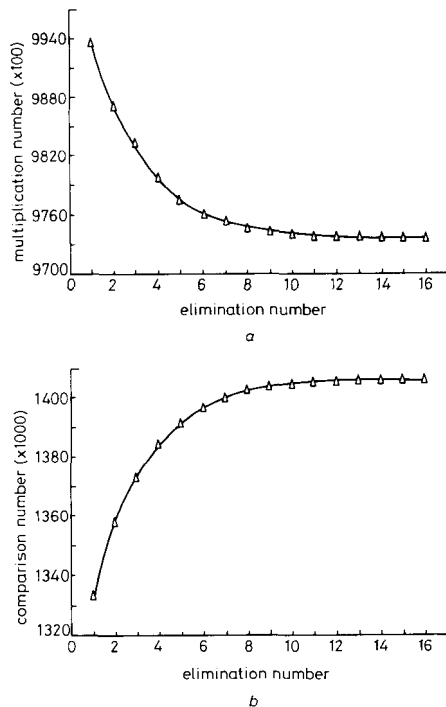 multiplication number (x100)
9940
9880
9820
9760
9700
0 2 4 6 8 10 12 14 16
elimination number
a
comparison number (x1000)
1400
1380
1360
1340
1320
0 2 4 6 8 10 12 14 16
elimination number
b